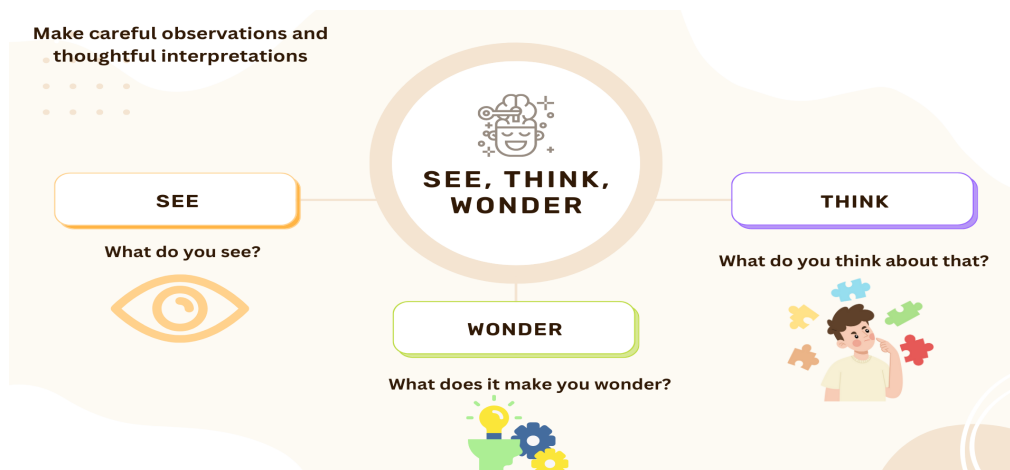 Make careful observations and
thoughtful interpretations
SEE, THINK,
WONDER
SEE
What do you see?
THINK
What do you think about that?
WONDER
What does it make you wonder?